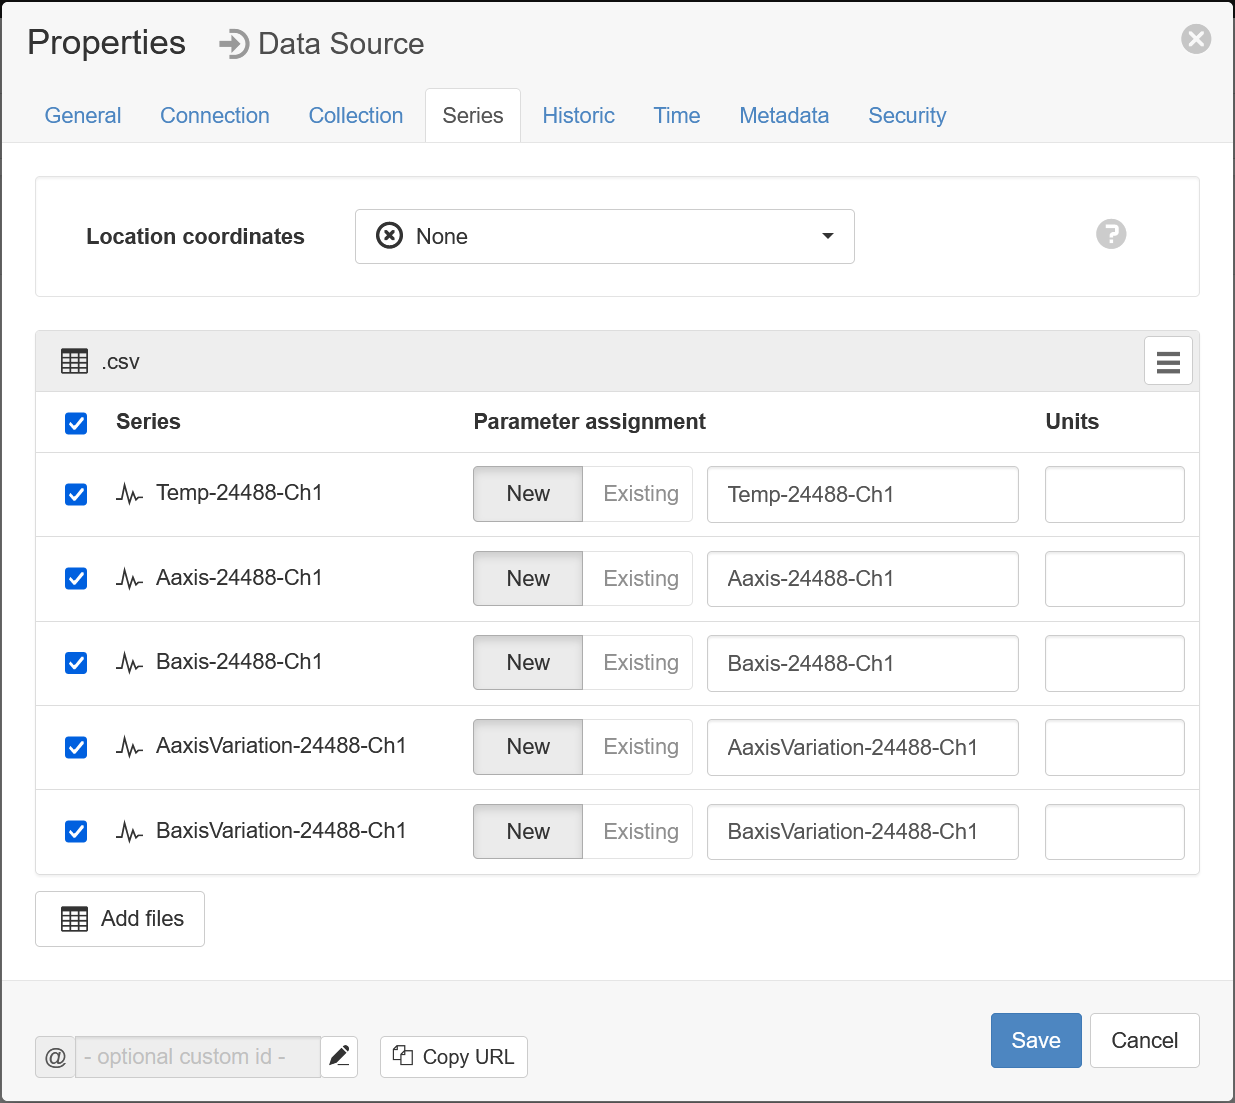 Properties Data Source
General Connection Collection Series Historic Time Metadata Security
Location coordinates None ?
.csv
Series Parameter assignment Units
Temp-24488-Ch1 New Existing Temp-24488-Ch1
Aaxis-24488-Ch1 New Existing Aaxis-24488-Ch1
Baxis-24488-Ch1 New Existing Baxis-24488-Ch1
AaxisVariation-24488-Ch1 New Existing AaxisVariation-24488-Ch1
BaxisVariation-24488-Ch1 New Existing BaxisVariation-24488-Ch1
Add files
@ - optional custom id - Copy URL Save Cancel